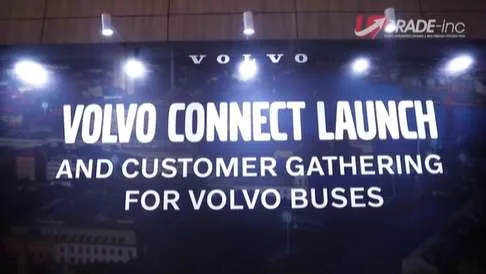 UPGRADE-Inc
VOLVO
VOLVO CONNECT LAUNCH
AND CUSTOMER GATHERING
FOR VOLVO BUSES